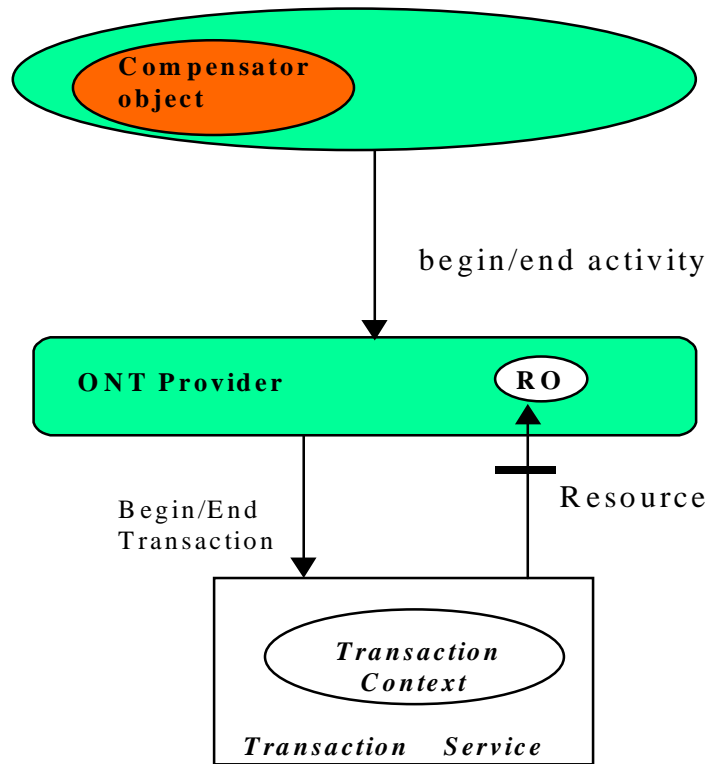 Compensator
object
begin/end activity
ONT Provider
RO
Begin/End
Transaction
Resource
Transaction
Context
Transaction Service